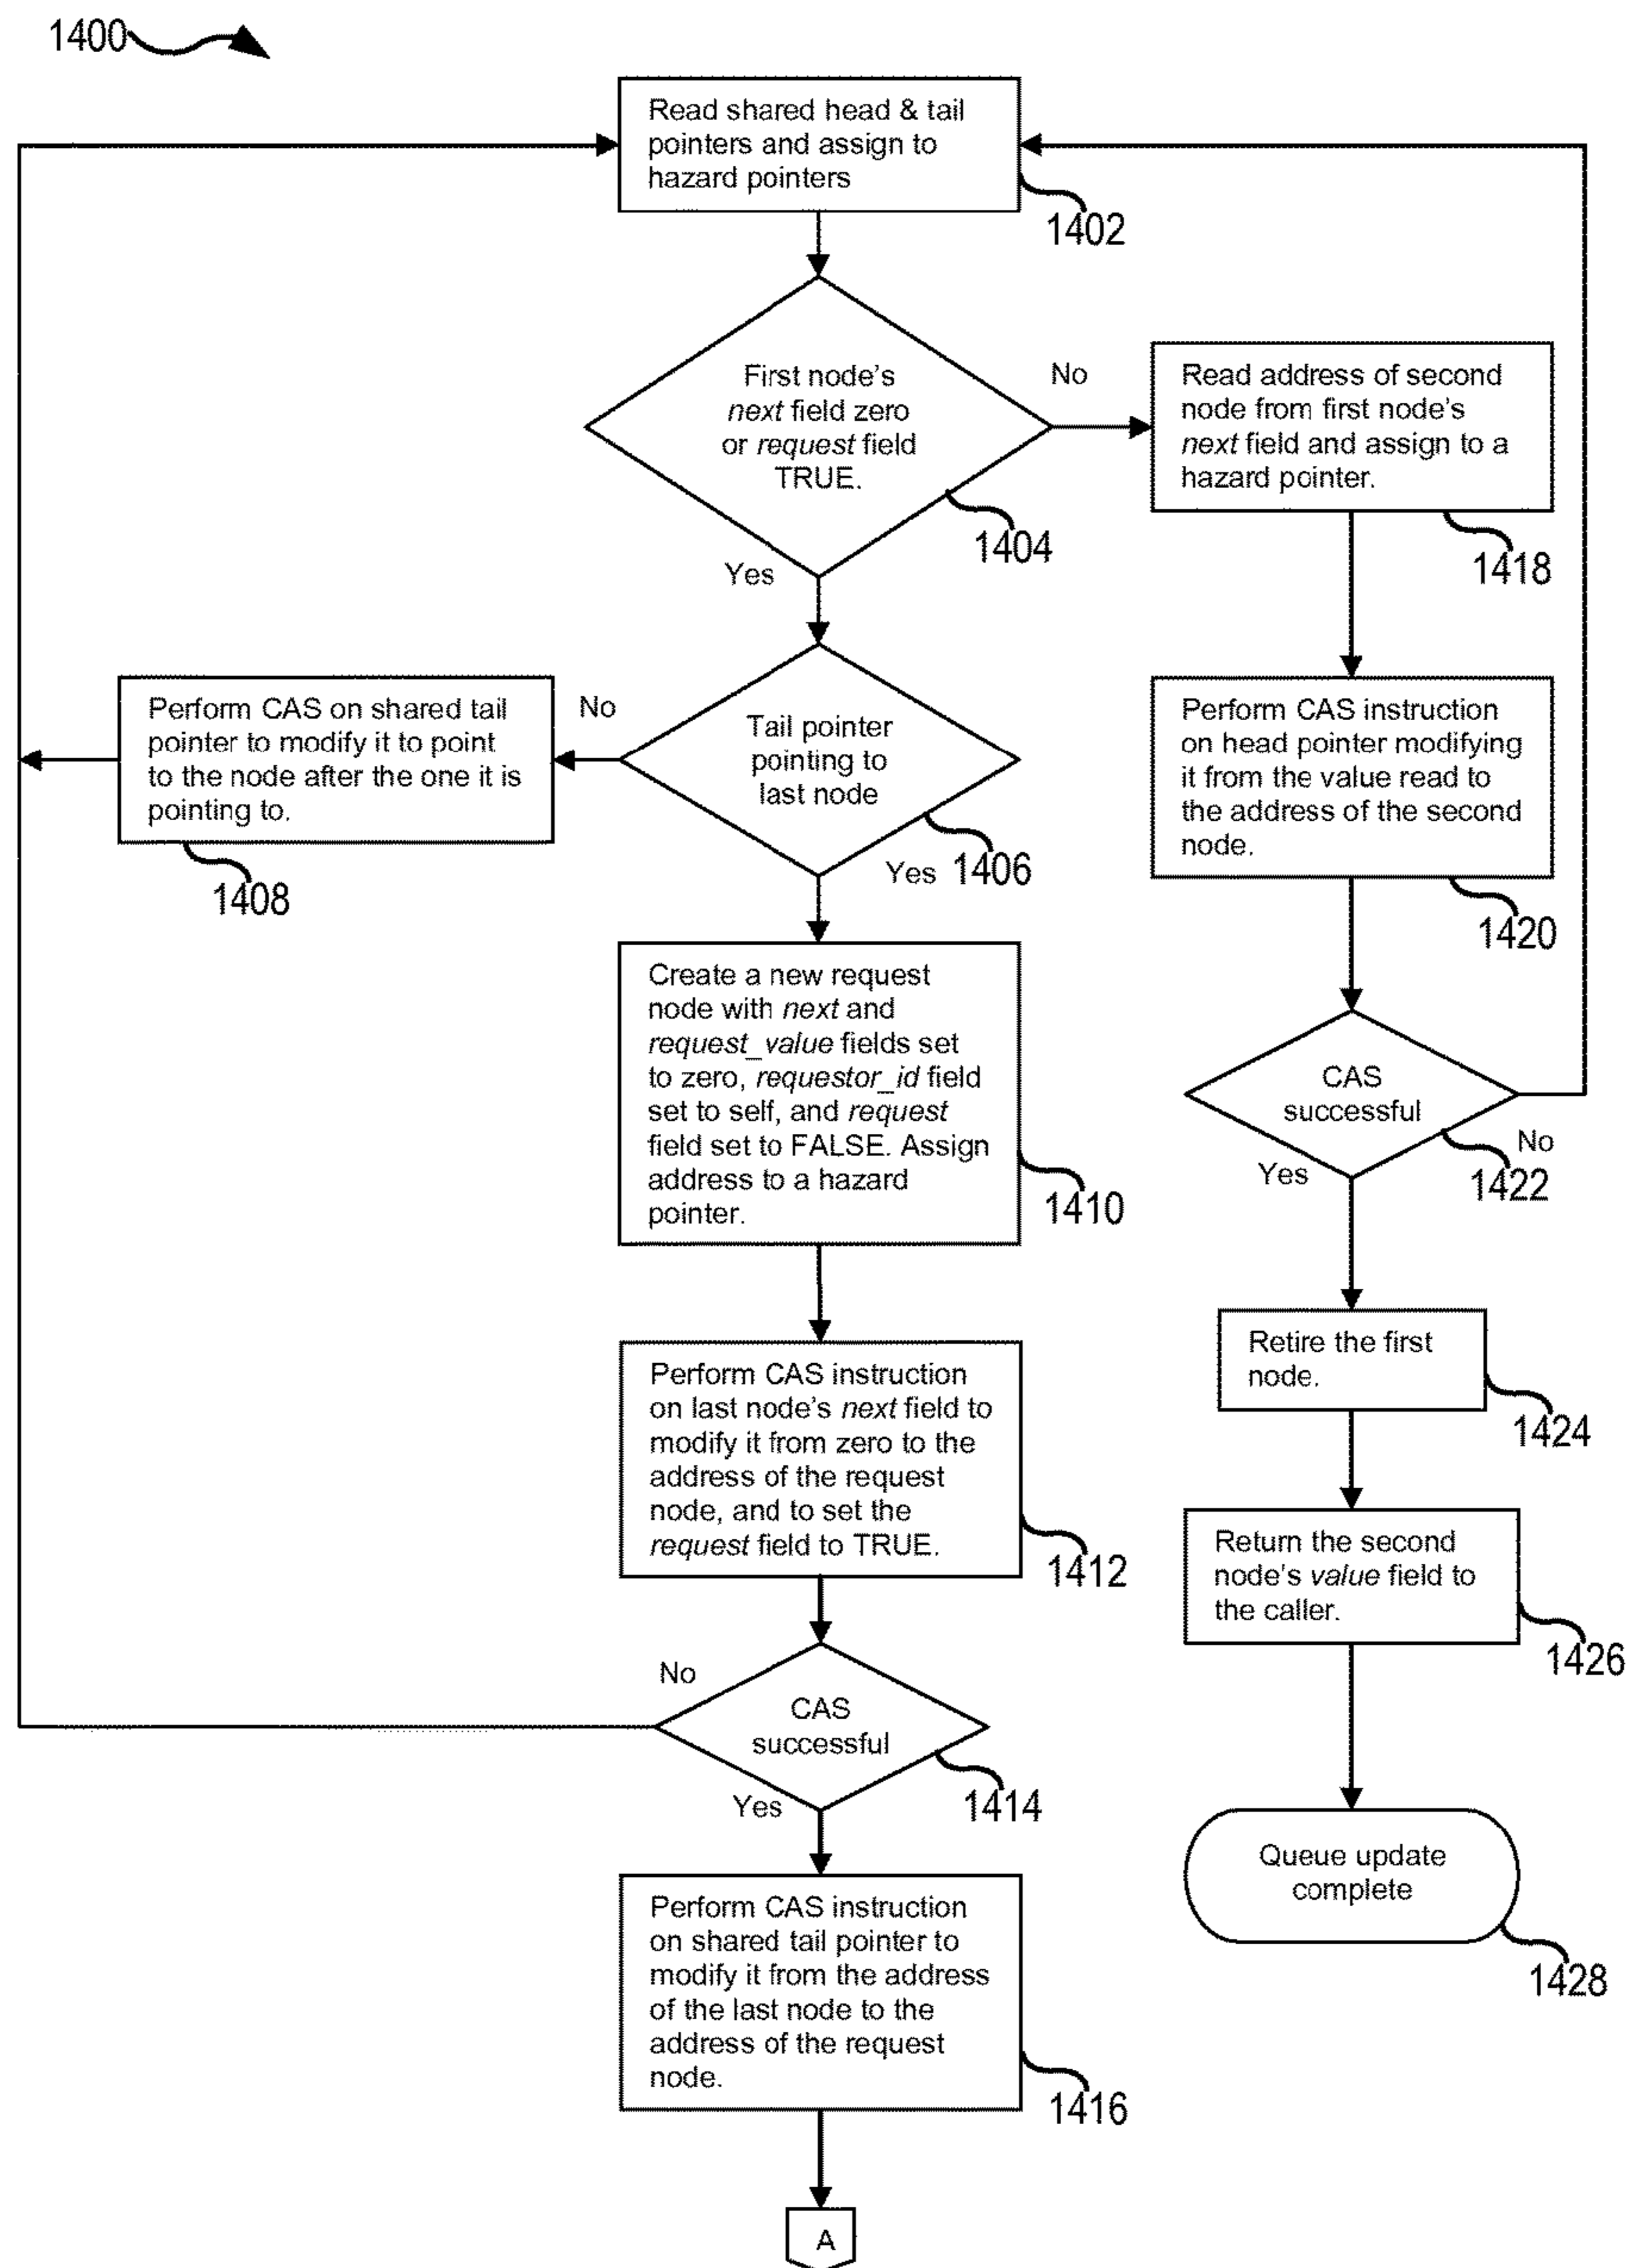 1400
Read shared head & tail
pointers and assign to
hazard pointers
1402
First node's
next field zero
or request field
TRUE.
1404
No
Yes
Read address of second
node from first node's
next field and assign to a
hazard pointer.
1418
Tail pointer
pointing to
last node
1406
No
Yes
Perform CAS on shared tail
pointer to modify it to point
to the node after the one it is
pointing to.
1408
Perform CAS instruction
on head pointer modifying
it from the value read to
the address of the second
node.
1420
Create a new request
node with next and
request_value fields set
to zero, requestor_id field
set to self, and request
field set to FALSE. Assign
address to a hazard
pointer.
1410
CAS
successful
No
Yes
1422
Retire the first
node.
1424
Perform CAS instruction
on last node's next field to
modify it from zero to the
address of the request
node, and to set the
request field to TRUE.
1412
Return the second
node's value field to
the caller.
1426
No
CAS
successful
Yes
1414
Queue update
complete
1428
Perform CAS instruction
on shared tail pointer to
modify it from the address
of the last node to the
address of the request
node.
1416
A